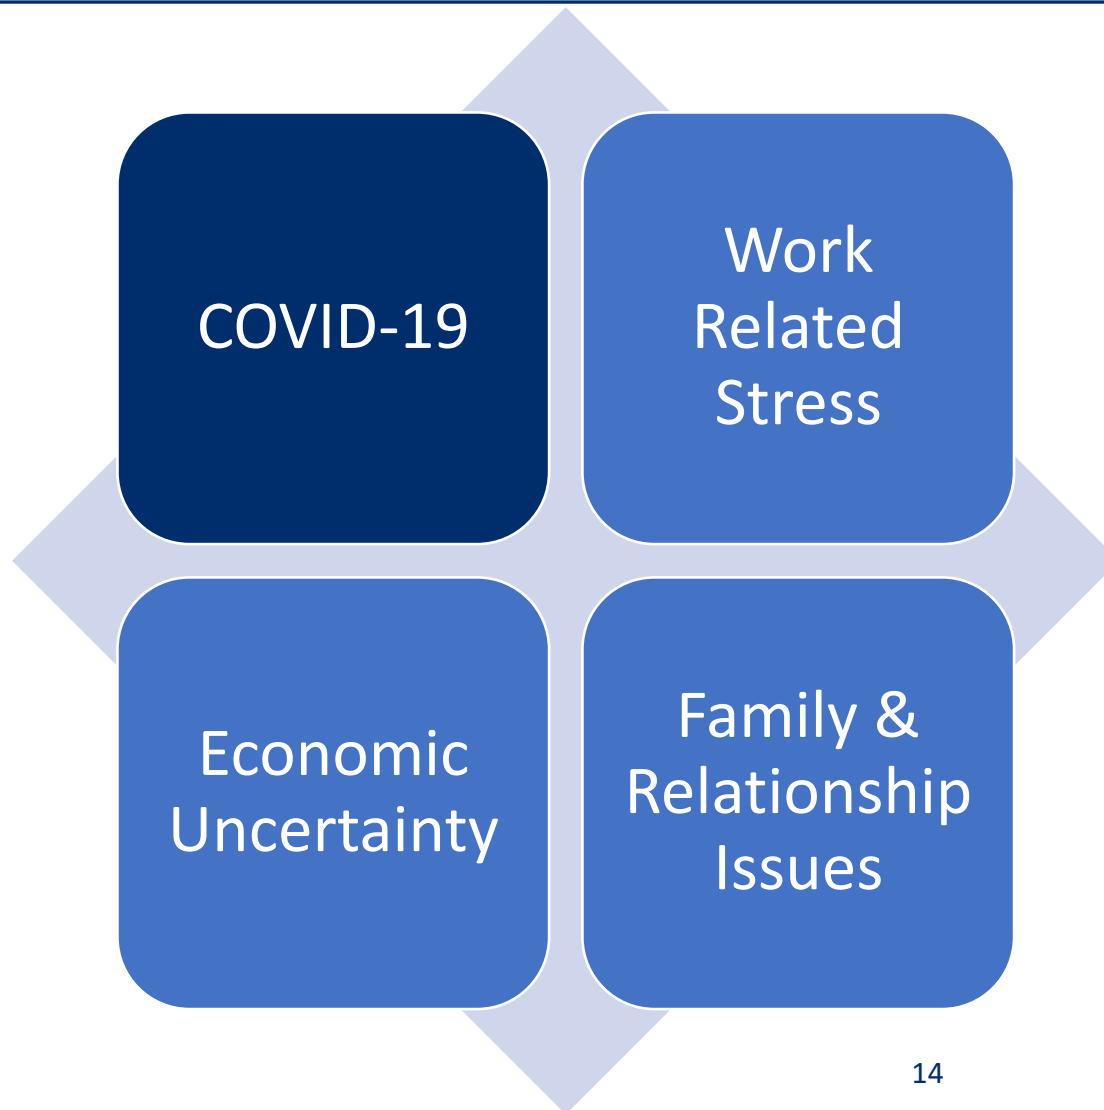 COVID-19
Work
Related
Stress
Economic
Uncertainty
Family &
Relationship
Issues
14